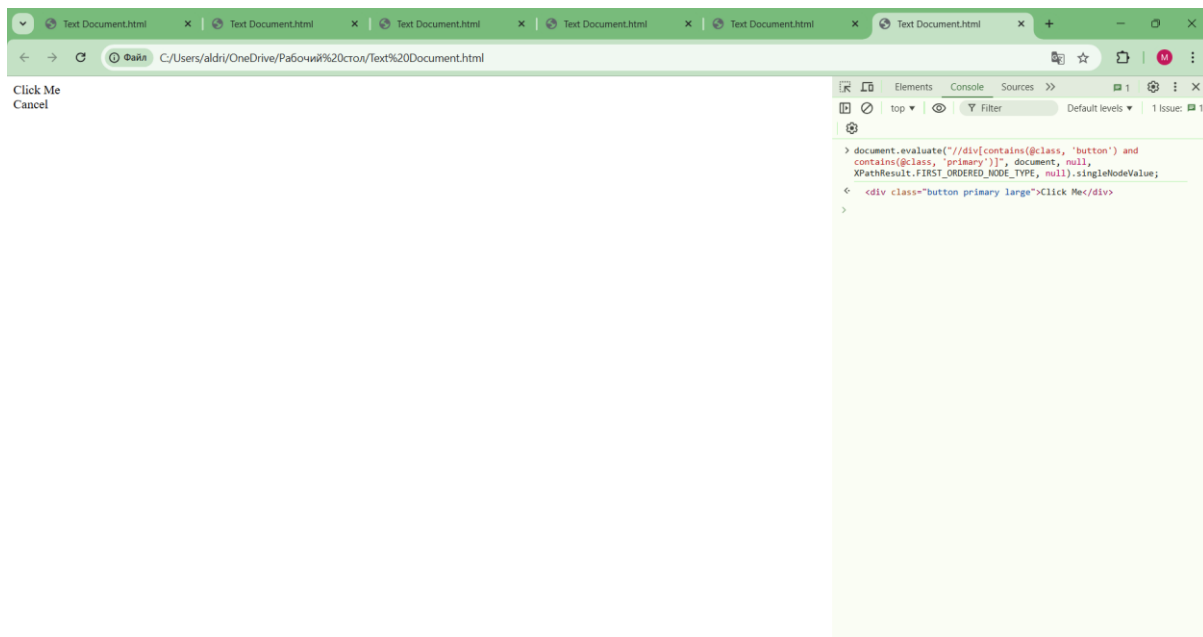 Text Document.html
Text Document.html
Text Document.html
Text Document.html
Text Document.html
Text Document.html
Файл C:/Users/aldri/OneDrive/Рабочий%20стол/Text%20Document.html
M
Click Me
Cancel
Elements Console Sources 1
top Filter Default levels 1 Issue: 1
> document.evaluate("//div[contains(@class, 'button') and
contains(@class, 'primary')]", document, null,
XPathResult.FIRST_ORDERED_NODE_TYPE, null).singleNodeValue;
<div class="button primary large">Click Me</div>